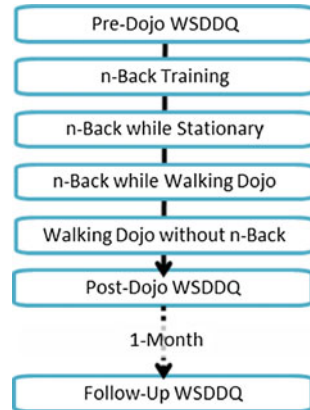 Pre-Dojo WSDDQ
n-Back Training
n-Back while Stationary
n-Back while Walking Dojo
Walking Dojo without n-Back
Post-Dojo WSDDQ
1-Month
Follow-Up WSDDQ